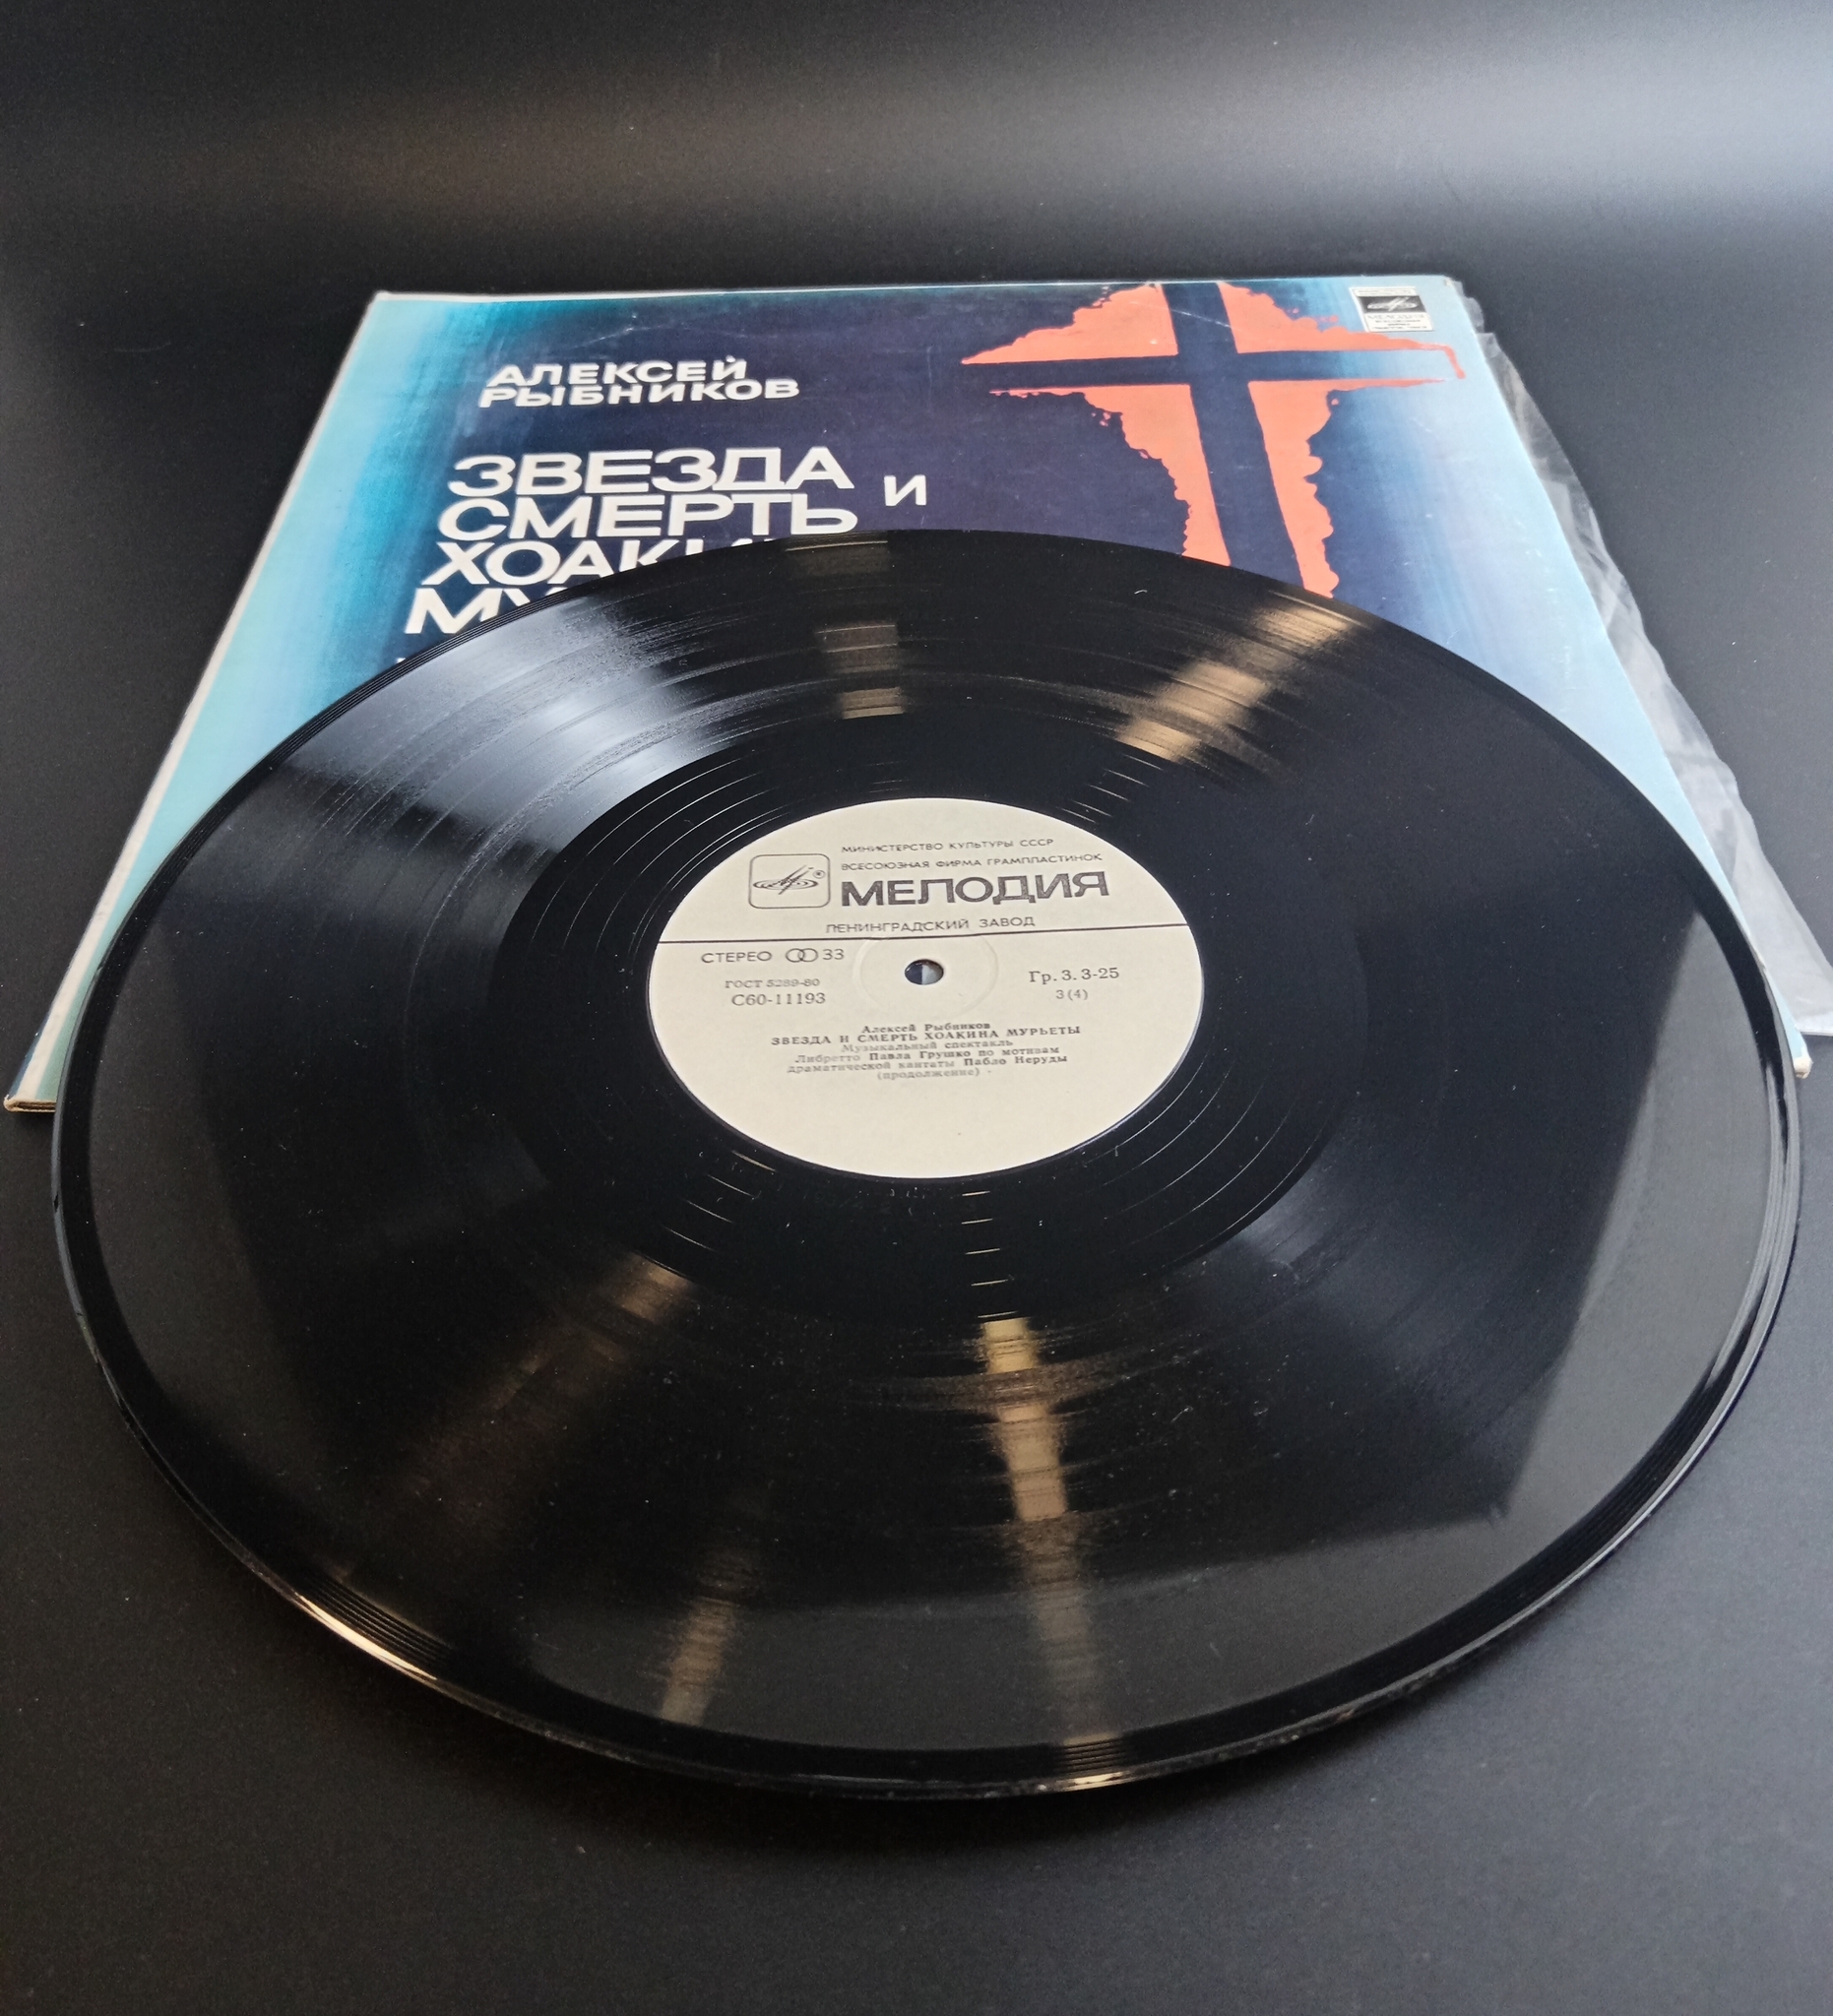 АЛЕКСЕЙ
РЫБНИКОВ
ЗВЕЗДА И
СМЕРТЬ
МИНИСТЕРСТВО КУЛЬТУРЫ СССР
ВСЕСОЮЗНАЯ ФИРМА ГРАМПЛАСТИНОК
МЕЛОДИЯ
ЛЕНИНГРАДСКИЙ ЗАВОД
СТЕРЕО 33
ГОСТ 5289-80
С60-11193
Гр. 3. 3-25
3 (4)
Алексей Рыбников
ЗВЕЗДА И СМЕРТЬ ХОАКИНА МУРЬЕТЫ
Музыкальный спектакль
Либретто Павла Грушко по мотивам
драматической кантаты Пабло Неруды
(продолжение)